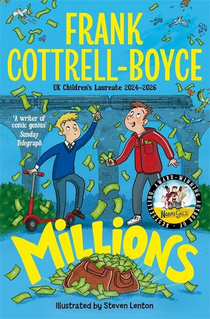 FRANK
COTTRELL-BOYCE
UK Children's Laureate 2024–2026
'A writer
of comic
genius'
Sunday
Telegraph
MILLIONS
Illustrated by Steven Lenton